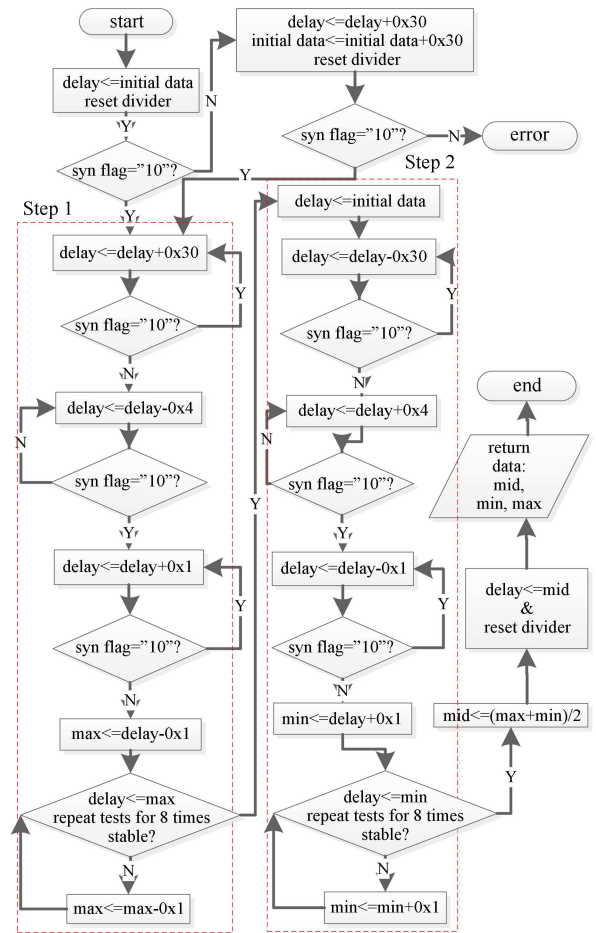 start
delay<=initial data
reset divider
Y
syn flag=”10”?
N
delay<=delay+0x30
initial data<=initial data+0x30
reset divider
syn flag=”10”?
N
error
Y
Y
Step 1
delay<=delay+0x30
syn flag=”10”?
Y
N
delay<=delay-0x4
N
syn flag=”10”?
Y
delay<=delay+0x1
Y
syn flag=”10”?
N
max<=delay-0x1
delay<=max
repeat tests for 8 times
stable?
N
max<=max-0x1
Y
Step 2
delay<=initial data
delay<=delay-0x30
Y
syn flag=”10”?
N
delay<=delay+0x4
N
syn flag=”10”?
Y
delay<=delay-0x1
Y
syn flag=”10”?
N
min<=delay+0x1
delay<=min
repeat tests for 8 times
stable?
N
min<=min+0x1
Y
mid<=(max+min)/2
delay<=mid
&
reset divider
return
data:
mid,
min, max
end